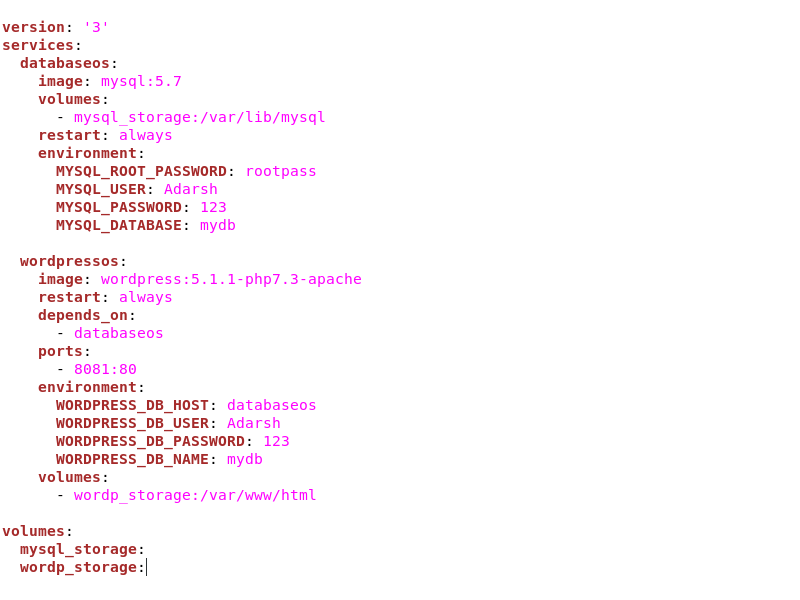 version: '3'
services:
  databaseos:
    image: mysql:5.7
    volumes:
      - mysql_storage:/var/lib/mysql
    restart: always
    environment:
      MYSQL_ROOT_PASSWORD: rootpass
      MYSQL_USER: Adarsh
      MYSQL_PASSWORD: 123
      MYSQL_DATABASE: mydb

  wordpressos:
    image: wordpress:5.1.1-php7.3-apache
    restart: always
    depends_on:
      - databaseos
    ports:
      - 8081:80
    environment:
      WORDPRESS_DB_HOST: databaseos
      WORDPRESS_DB_USER: Adarsh
      WORDPRESS_DB_PASSWORD: 123
      WORDPRESS_DB_NAME: mydb
    volumes:
      - wordp_storage:/var/www/html

volumes:
  mysql_storage:
  wordp_storage: